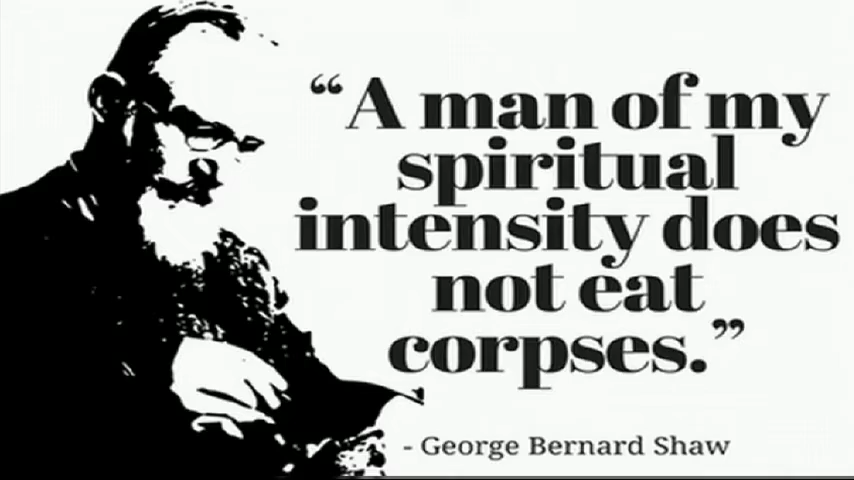 “A man of my
spiritual
intensity does
not eat
corpses.”
- George Bernard Shaw